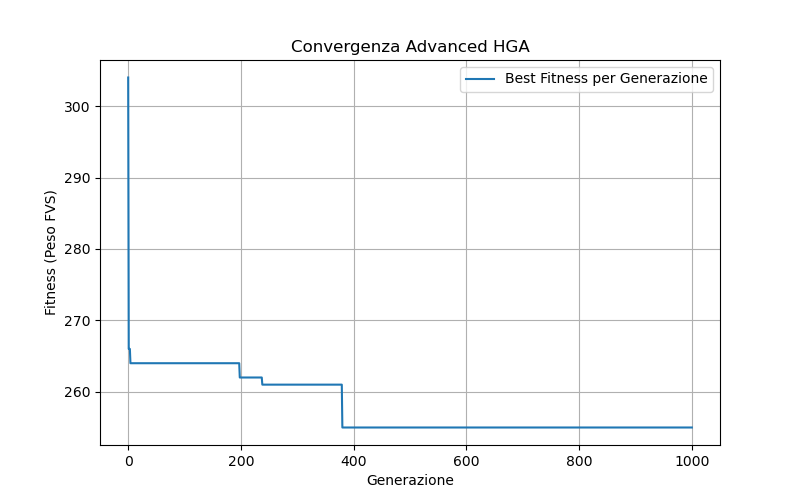 Convergenza Advanced HGA
Best Fitness per Generazione
Fitness (Peso FVS)
300
290
280
270
260
0 200 400 600 800 1000
Generazione